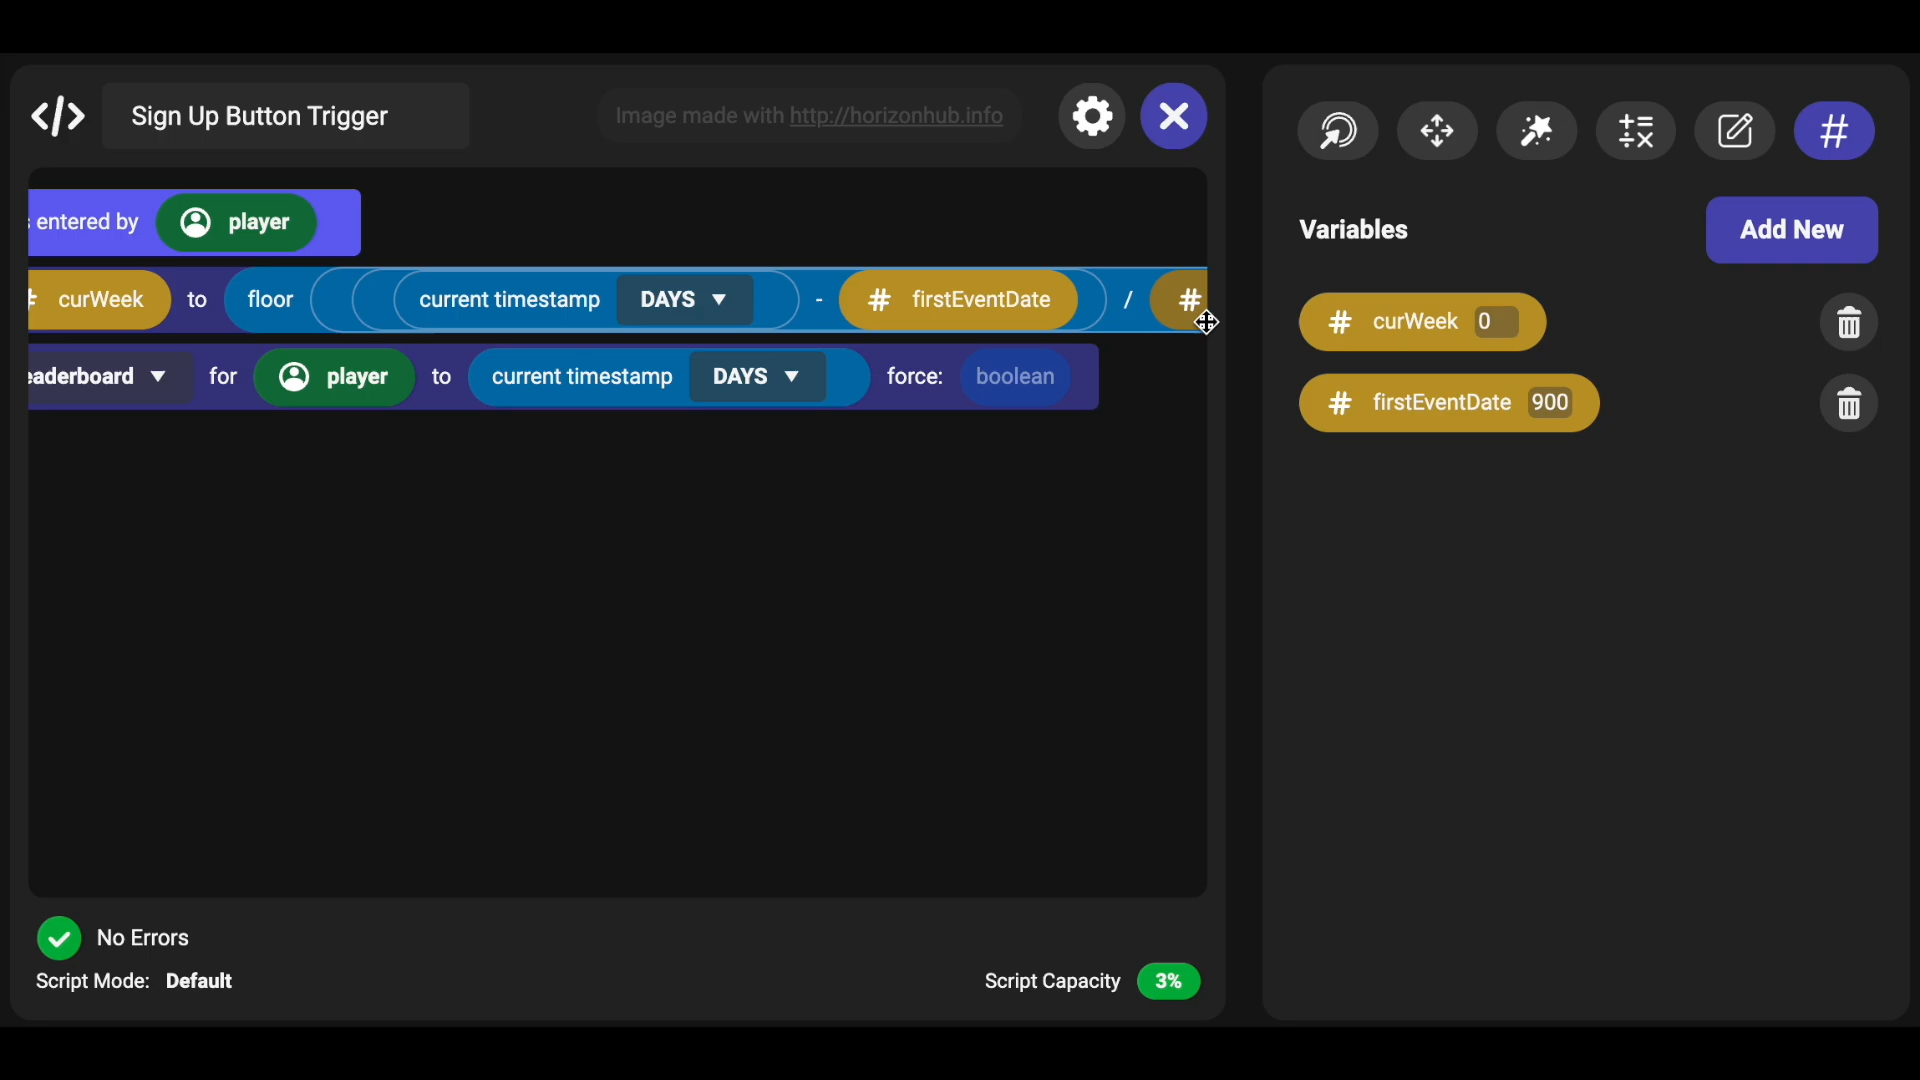 </> Sign Up Button Trigger
Image made with http://horizonhub.info
entered by player
curWeek to floor current timestamp DAYS - # firstEventDate / #
for player to current timestamp DAYS force: boolean
No Errors
Script Mode: Default
Script Capacity 3%
#
Variables
Add New
# curWeek 0
# firstEventDate 900